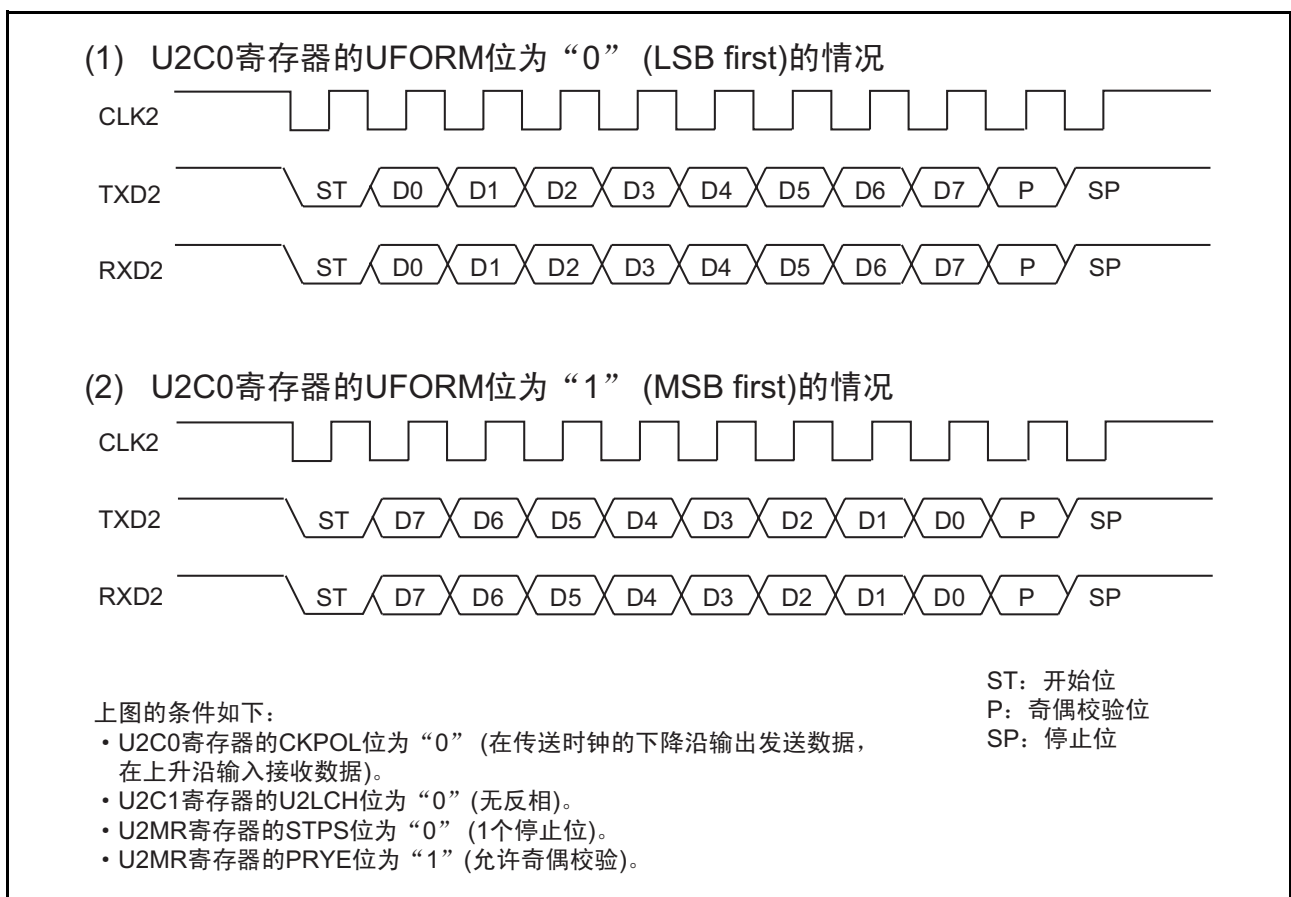 (1) U2C0寄存器的UFORM位为“0” (LSB first)的情况
CLK2
TXD2 ST D0 D1 D2 D3 D4 D5 D6 D7 P SP
RXD2 ST D0 D1 D2 D3 D4 D5 D6 D7 P SP
(2) U2C0寄存器的UFORM位为“1” (MSB first)的情况
CLK2
TXD2 ST D7 D6 D5 D4 D3 D2 D1 D0 P SP
RXD2 ST D7 D6 D5 D4 D3 D2 D1 D0 P SP
ST：开始位
P：奇偶校验位
SP：停止位
上图的条件如下：
・U2C0寄存器的CKPOL位为“0” (在传送时钟的下降沿输出发送数据，
在上升沿输入接收数据)。
・U2C1寄存器的U2LCH位为“0”(无反相)。
・U2MR寄存器的STPS位为“0” (1个停止位)。
・U2MR寄存器的PRYE位为“1”(允许奇偶校验)。